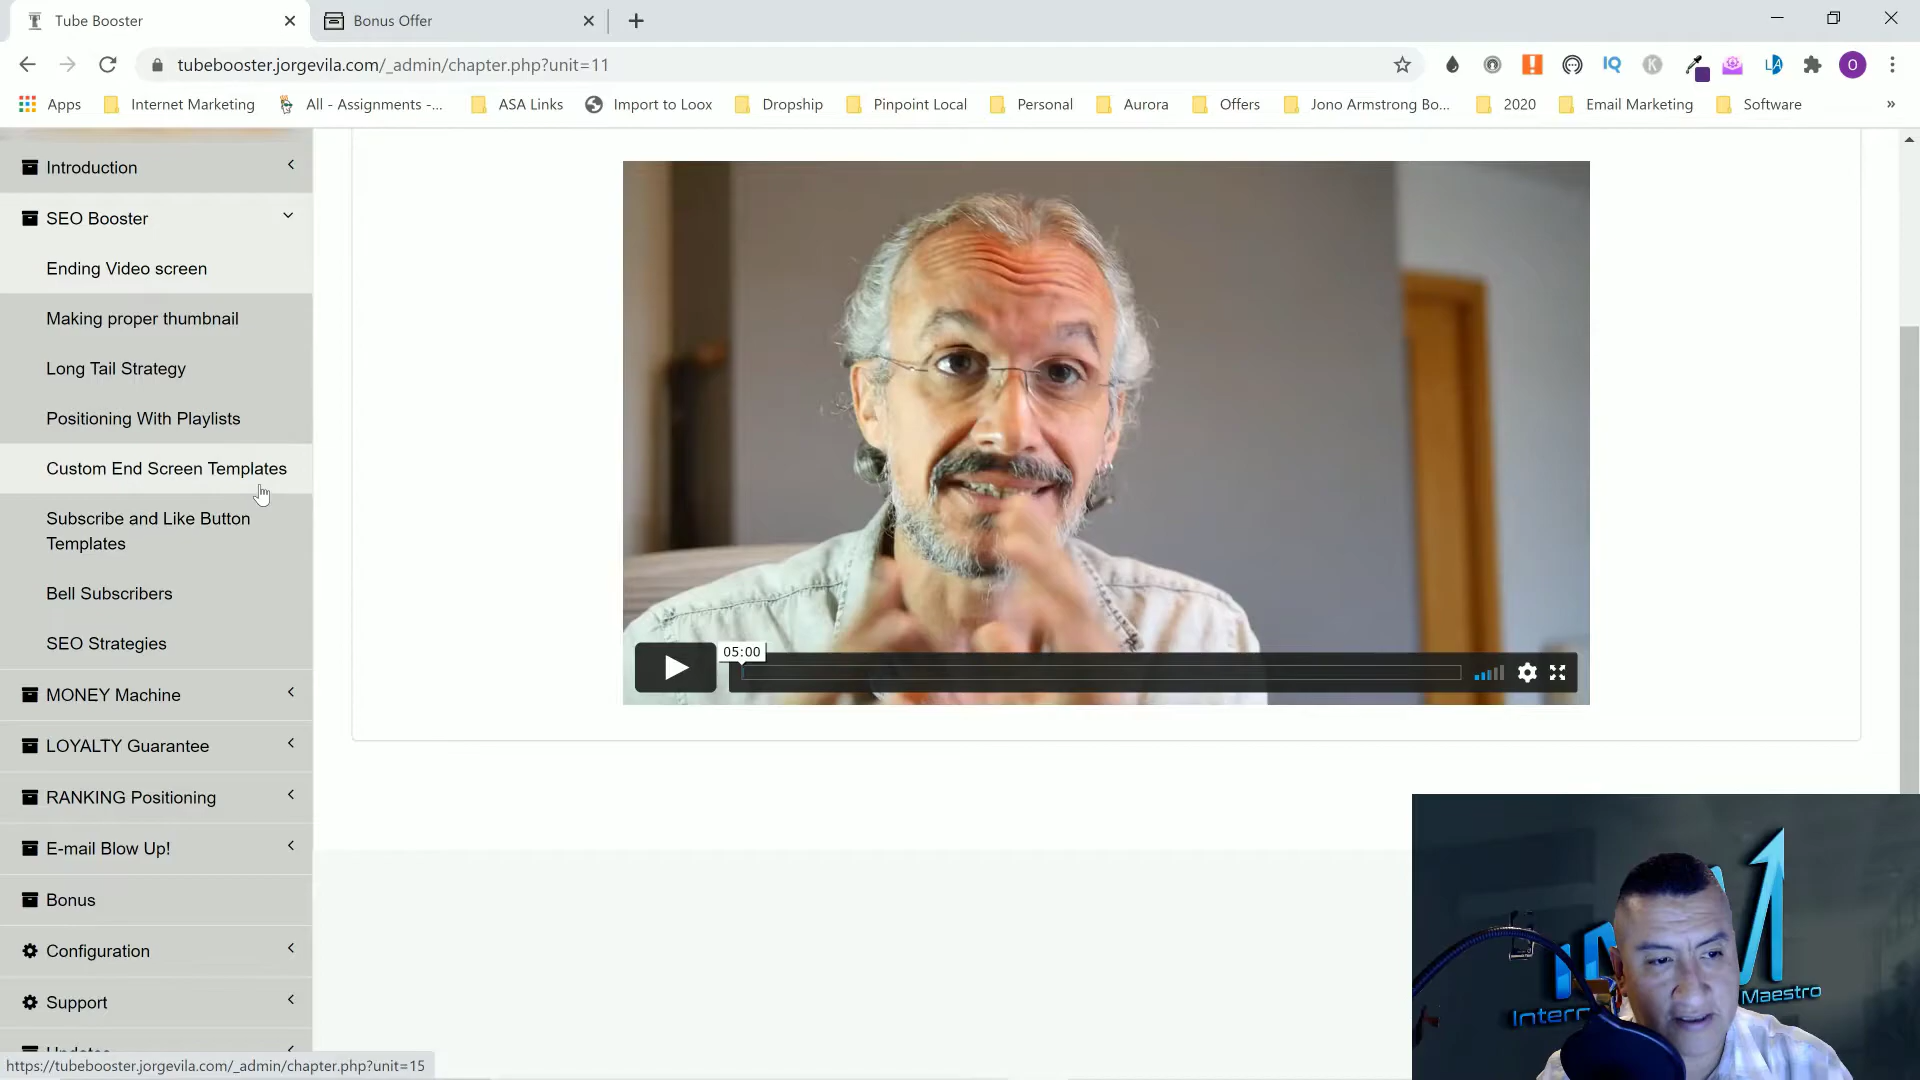 Tube Booster
Bonus Offer
tubebooster.jorgevila.com/_admin/chapter.php?unit=11
O
Apps
Internet Marketing
All - Assignments -...
ASA Links
Import to Loox
Dropship
Pinpoint Local
Personal
Aurora
Offers
Jono Armstrong Bo...
2020
Email Marketing
Software
»
Introduction
SEO Booster
Ending Video screen
Making proper thumbnail
Long Tail Strategy
Positioning With Playlists
Custom End Screen Templates
Subscribe and Like Button
Templates
Bell Subscribers
SEO Strategies
05:00
MONEY Machine
LOYALTY Guarantee
RANKING Positioning
E-mail Blow Up!
Bonus
Configuration
Support
Updates
Maestro
https://tubebooster.jorgevila.com/_admin/chapter.php?unit=15